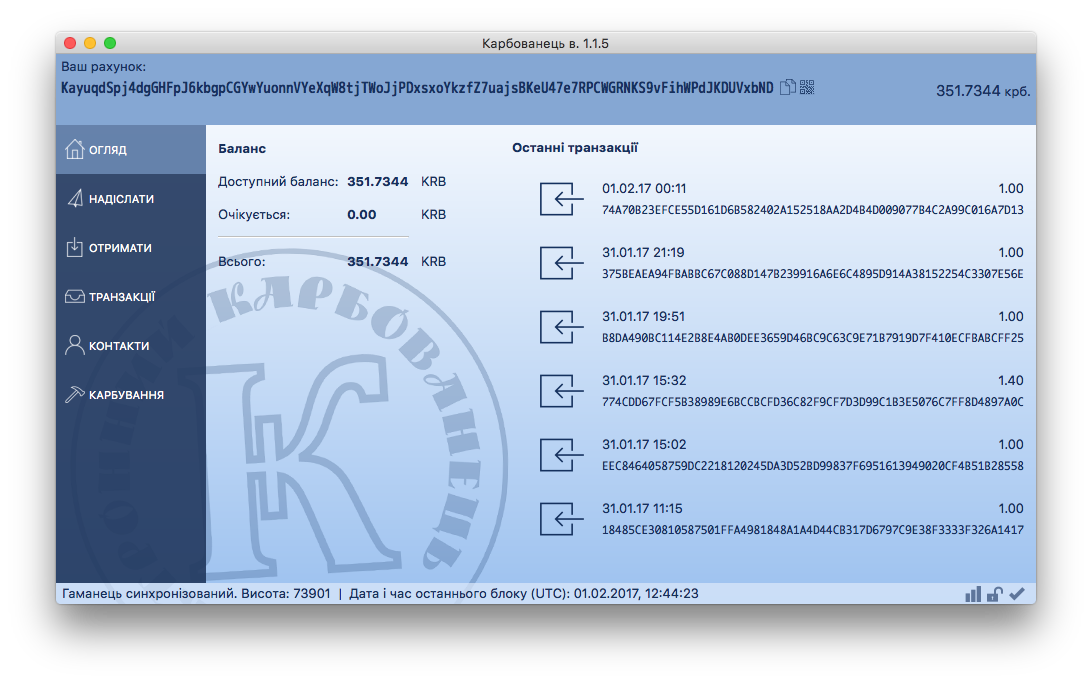 Карбованець в. 1.1.5
Ваш рахунок:
KayuqdSpj4dgGHFpJ6kbgpCGYwYuonnVYeXqW8tjTWoJjPDxsxoYkzfZ7uajsBKeU47e7RPCWGRNKS9vFihWPdJKDUVxbND
351.7344 крб.
ОГЛЯД
НАДІСЛАТИ
ОТРИМАТИ
ТРАНЗАКЦІЇ
КОНТАКТИ
КАРБУВАННЯ
Баланс
Доступний баланс: 351.7344 KRB
Очікується: 0.00 KRB
Всього: 351.7344 KRB
КАРБОВАНЕЦЬ
К
Останні транзакції
01.02.17 00:11 1.00
74A70B23EFCE55D161D6B582402A152518AA2D4B4D009077B4C2A99C016A7D13
31.01.17 21:19 1.00
375BEAEA94FBABBC67C088D147B239916A6E6C4895D914A38152254C3307E56E
31.01.17 19:51 1.00
B8DA490BC114E2B8E4AB0DEE3659D46BC9C63C9E71B7919D7F410ECFBABCFF25
31.01.17 15:32 1.40
774CDD67FCF5B38989E6BCCBCFD36C82F9CF7D3D99C1B3E5076C7FF8D4897A0C
31.01.17 15:02 1.00
EEC8464058759DC2218120245DA3D52BD99837F6951613949020CF4B51B28558
31.01.17 11:15 1.00
18485CE30810587501FFA4981848A1A4D44CB317D6797C9E38F3333F326A1417
Гаманець синхронізований. Висота: 73901 | Дата і час останнього блоку (UTC): 01.02.2017, 12:44:23